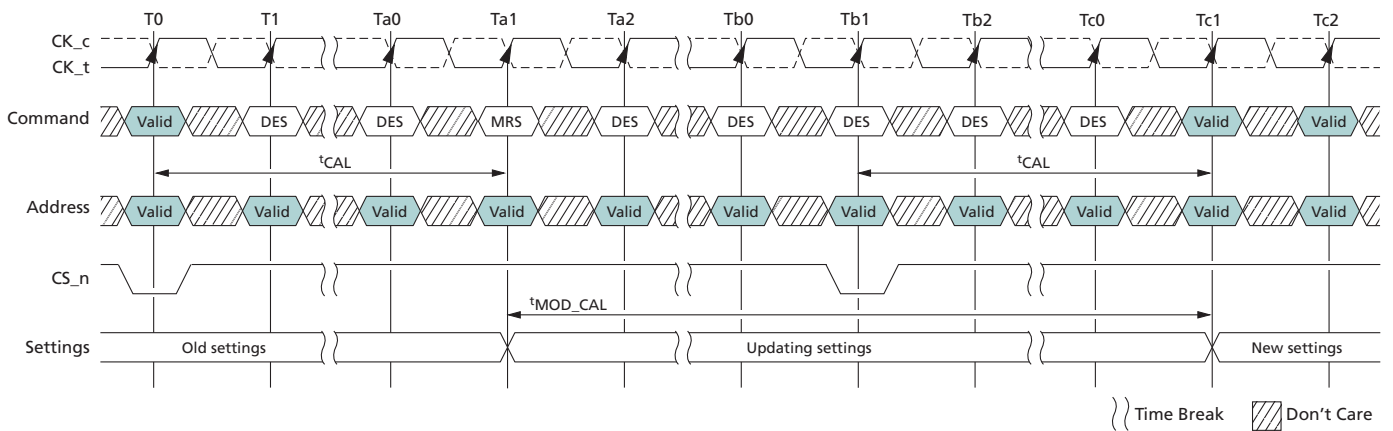 T0 T1 Ta0 Ta1 Ta2 Tb0 Tb1 Tb2 Tc0 Tc1 Tc2
CK_c
CK_t
Command Valid DES DES MRS DES DES DES DES DES Valid Valid
tCAL tCAL
Address Valid Valid Valid Valid Valid Valid Valid Valid Valid Valid Valid
CS_n
tMOD_CAL
Settings Old settings Updating settings New settings
Time Break Don't Care